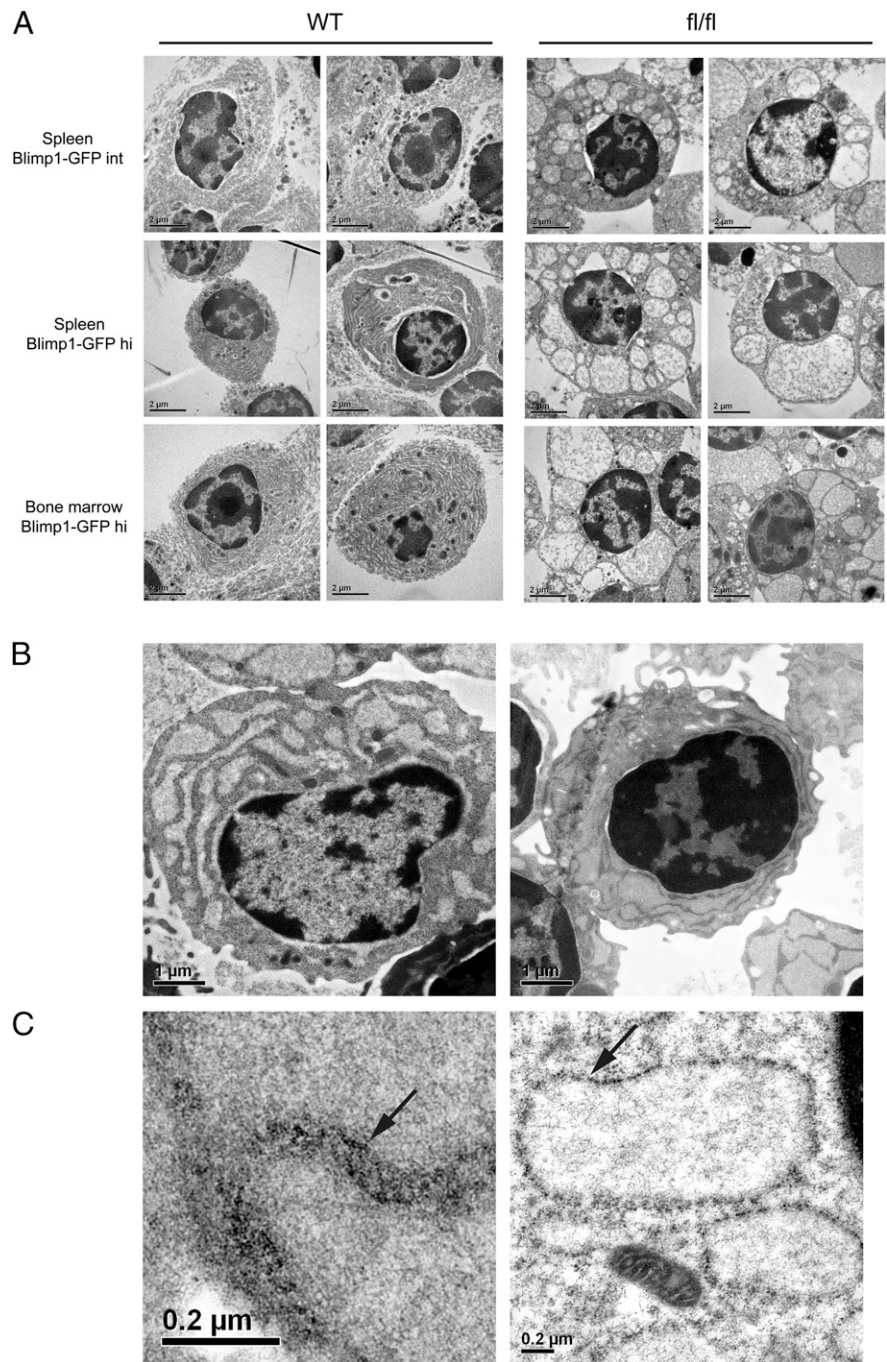 A
WT
fl/fl
Spleen
Blimp1-GFP int
2 µm
2 µm
2 µm
2 µm
Spleen
Blimp1-GFP hi
2 µm
2 µm
2 µm
2 µm
Bone marrow
Blimp1-GFP hi
2 µm
2 µm
2 µm
2 µm
B
1 µm
1 µm
C
0.2 µm
0.2 µm